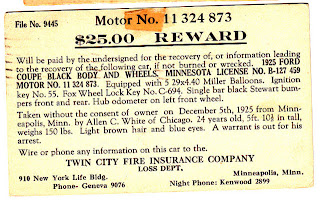 File No. 9445
Motor No. 11 324 873
$25.00 REWARD
Will be paid by the undersigned for the recovery of, or information leading
to the recovery of the following car, if not burned or wrecked. 1925 FORD
COUPE BLACK BODY AND WHEELS, MINNESOTA LICENSE NO. B-127 459
MOTOR NO. 11 324 873. Equipped with 5 29x4.40 Miller Balloons. Ignition
key No. 55. Fox Wheel Lock Key No. C-694. Single bar black Stewart bum-
pers front and rear. Hub odometer on left front wheel.
Taken without the consent of owner on December 5th, 1925 from Minn-
eapolis, Minn. by Allen C. White of Chicago. 24 years old, 5ft. 10½ in tall,
weighs 150 lbs. Light brown hair and blue eyes. A warrant is out for his
arrest.
Wire or phone any information on this car to the.
TWIN CITY FIRE INSURANCE COMPANY
LOSS DEPT.
910 New York Life Bldg. Minneapolis, Minn.
Phone- Geneva 9076 Night Phone: Kenwood 2899